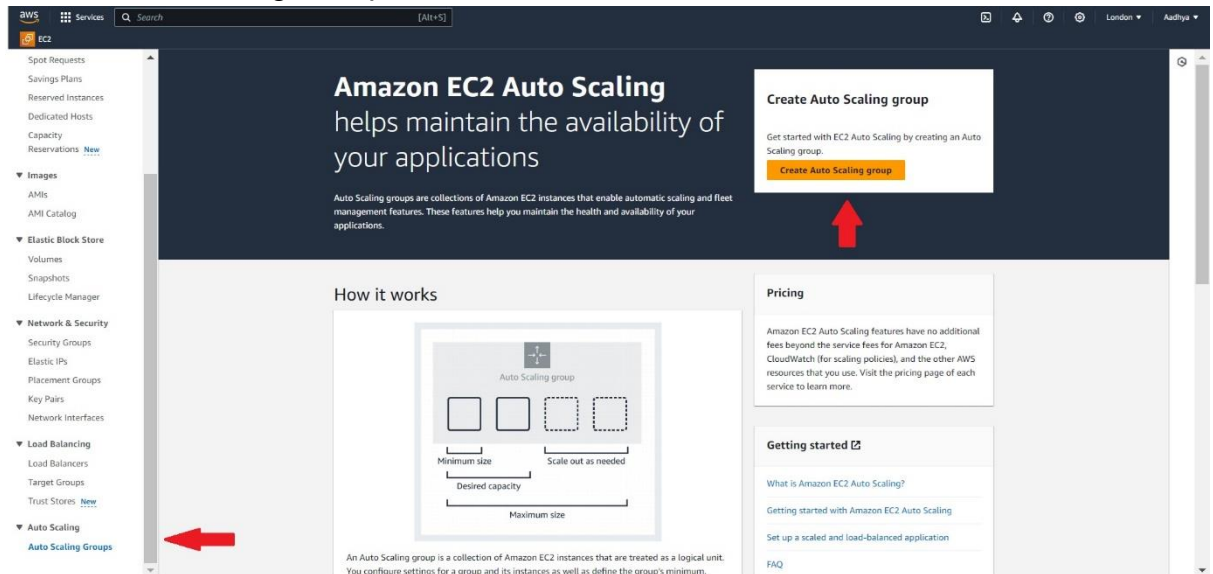 aws
Services
Search
[Alt+S]
London ▼
Aadhya ▼
EC2
Spot Requests
Savings Plans
Reserved Instances
Dedicated Hosts
Capacity
Reservations New
▼ Images
AMIs
AMI Catalog
▼ Elastic Block Store
Volumes
Snapshots
Lifecycle Manager
▼ Network & Security
Security Groups
Elastic IPs
Placement Groups
Key Pairs
Network Interfaces
▼ Load Balancing
Load Balancers
Target Groups
Trust Stores New
▼ Auto Scaling
Auto Scaling Groups
Amazon EC2 Auto Scaling
helps maintain the availability of
your applications
Auto Scaling groups are collections of Amazon EC2 instances that enable automatic scaling and fleet
management features. These features help you maintain the health and availability of your
applications.
Create Auto Scaling group
Get started with EC2 Auto Scaling by creating an Auto
Scaling group.
Create Auto Scaling group
How it works
Auto Scaling group
Minimum size
Scale out as needed
Desired capacity
Maximum size
An Auto Scaling group is a collection of Amazon EC2 instances that are treated as a logical unit.
You configure settings for a group and its instances as well as define the group's minimum,
Pricing
Amazon EC2 Auto Scaling features have no additional
fees beyond the service fees for Amazon EC2,
CloudWatch (for scaling policies), and the other AWS
resources that you use. Visit the pricing page of each
service to learn more.
Getting started
What is Amazon EC2 Auto Scaling?
Getting started with Amazon EC2 Auto Scaling
Set up a scaled and load-balanced application
FAQ